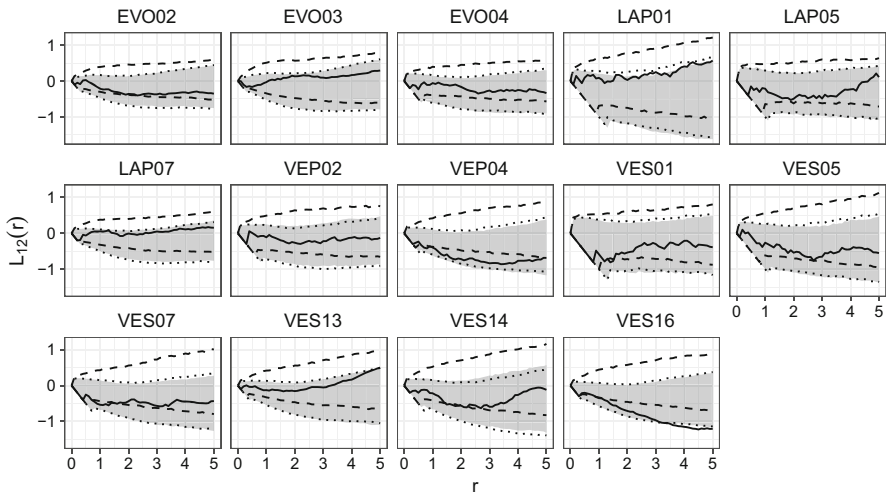 EVO02 EVO03 EVO04 LAP01 LAP05
1
0
−1
LAP07 VEP02 VEP04 VES01 VES05
1
0
−1
L12(r)
0 1 2 3 4 5
VES07 VES13 VES14 VES16
1
0
−1
0 1 2 3 4 5 0 1 2 3 4 5 0 1 2 3 4 5 0 1 2 3 4 5
r